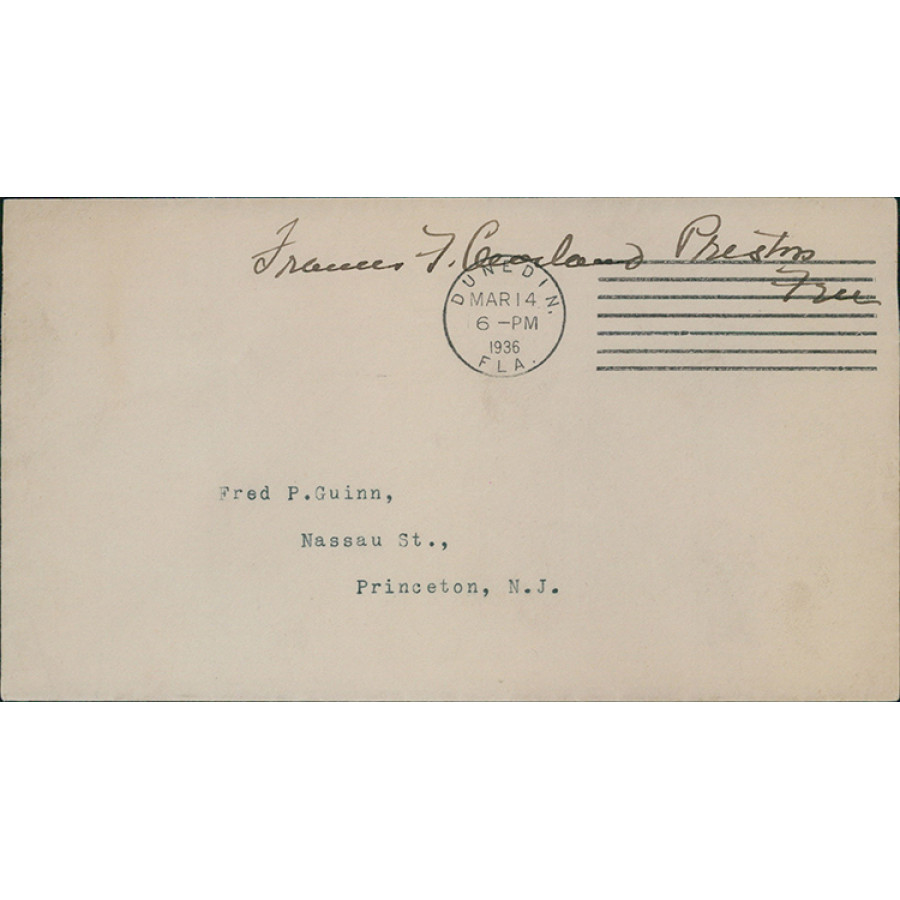 Frances F. Cleveland Preston
Free
DUNEDIN,
MAR 14
6 -PM
1936
FLA.
Fred P.Guinn,
Nassau St.,
Princeton, N.J.